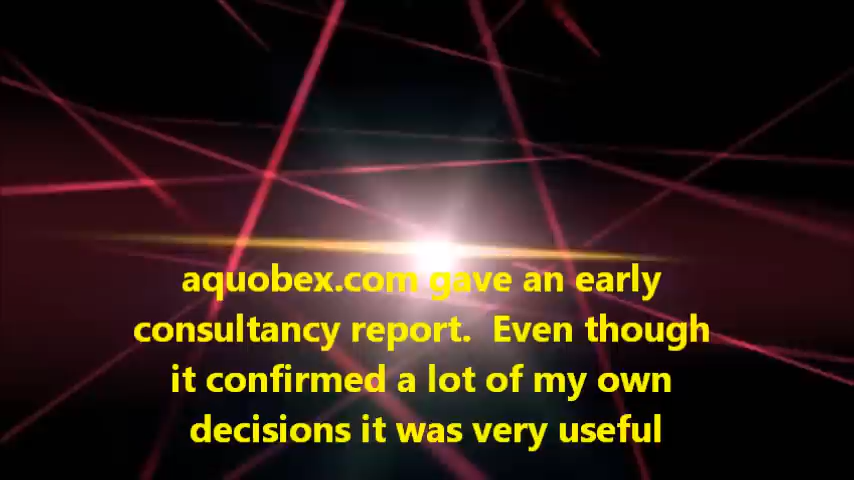 aquobex.com gave an early
consultancy report.  Even though
it confirmed a lot of my own
decisions it was very useful